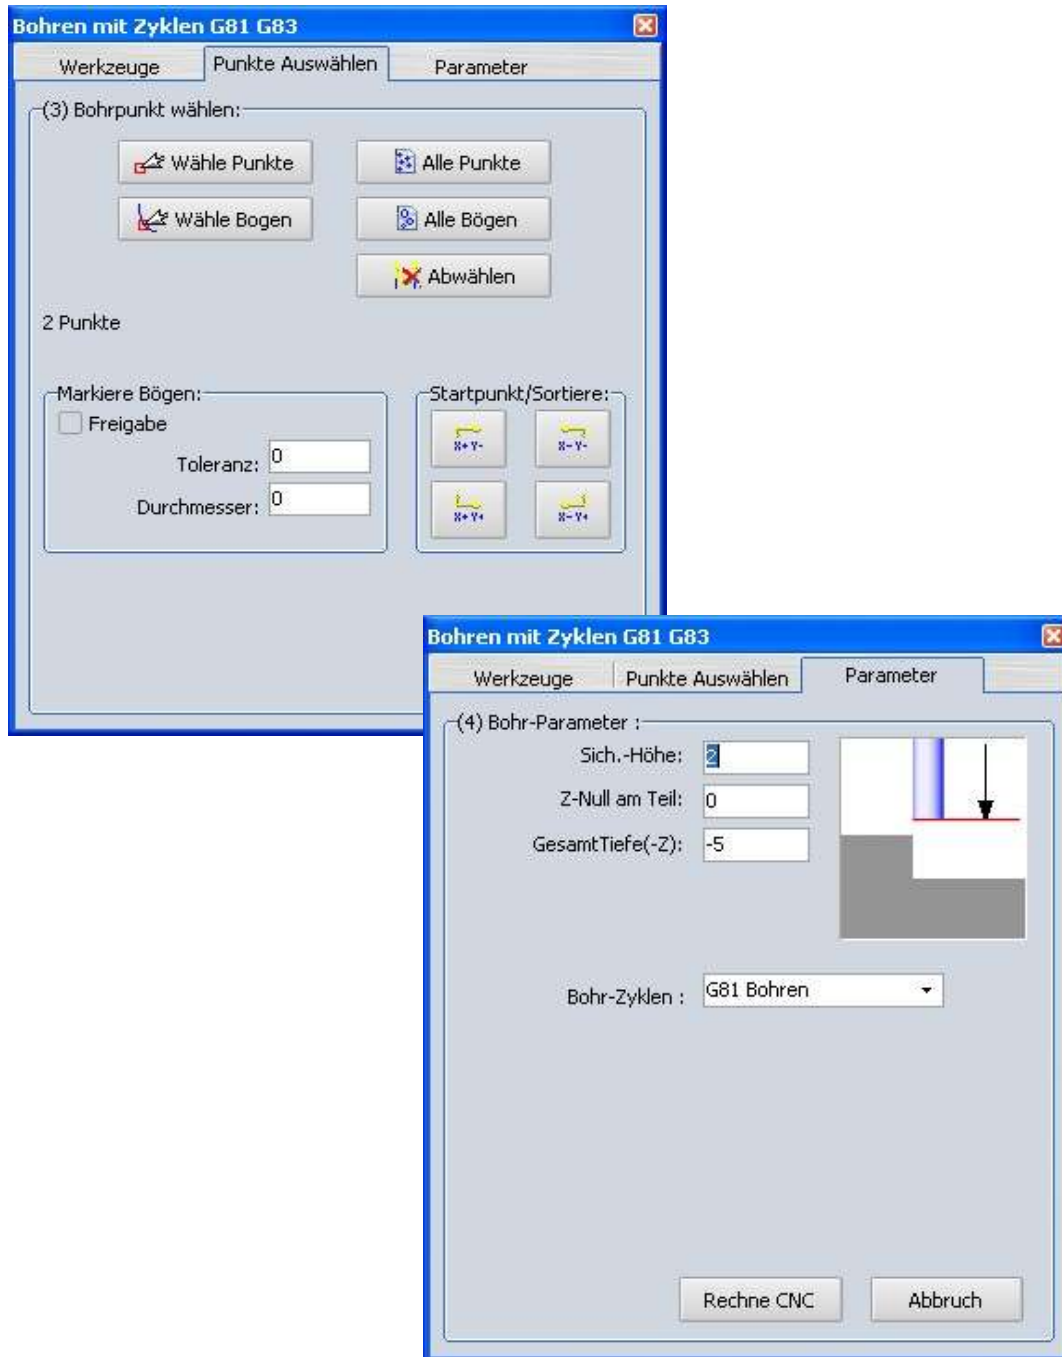 Bohren mit Zyklen G81 G83
Werkzeuge Punkte Auswählen Parameter
(3) Bohrpunkt wählen:
Wähle Punkte Alle Punkte
Wähle Bogen Alle Bögen
Abwählen
2 Punkte
Markiere Bögen: Startpunkt/Sortiere:
Freigabe
X+Y- X-Y-
Toleranz: 0
Durchmesser: 0
X+Y+ X-Y+
Bohren mit Zyklen G81 G83
Werkzeuge Punkte Auswählen Parameter
(4) Bohr-Parameter :
Sich.-Höhe: 2
Z-Null am Teil: 0
GesamtTiefe(-Z): -5
Bohr-Zyklen : G81 Bohren
Rechne CNC Abbruch